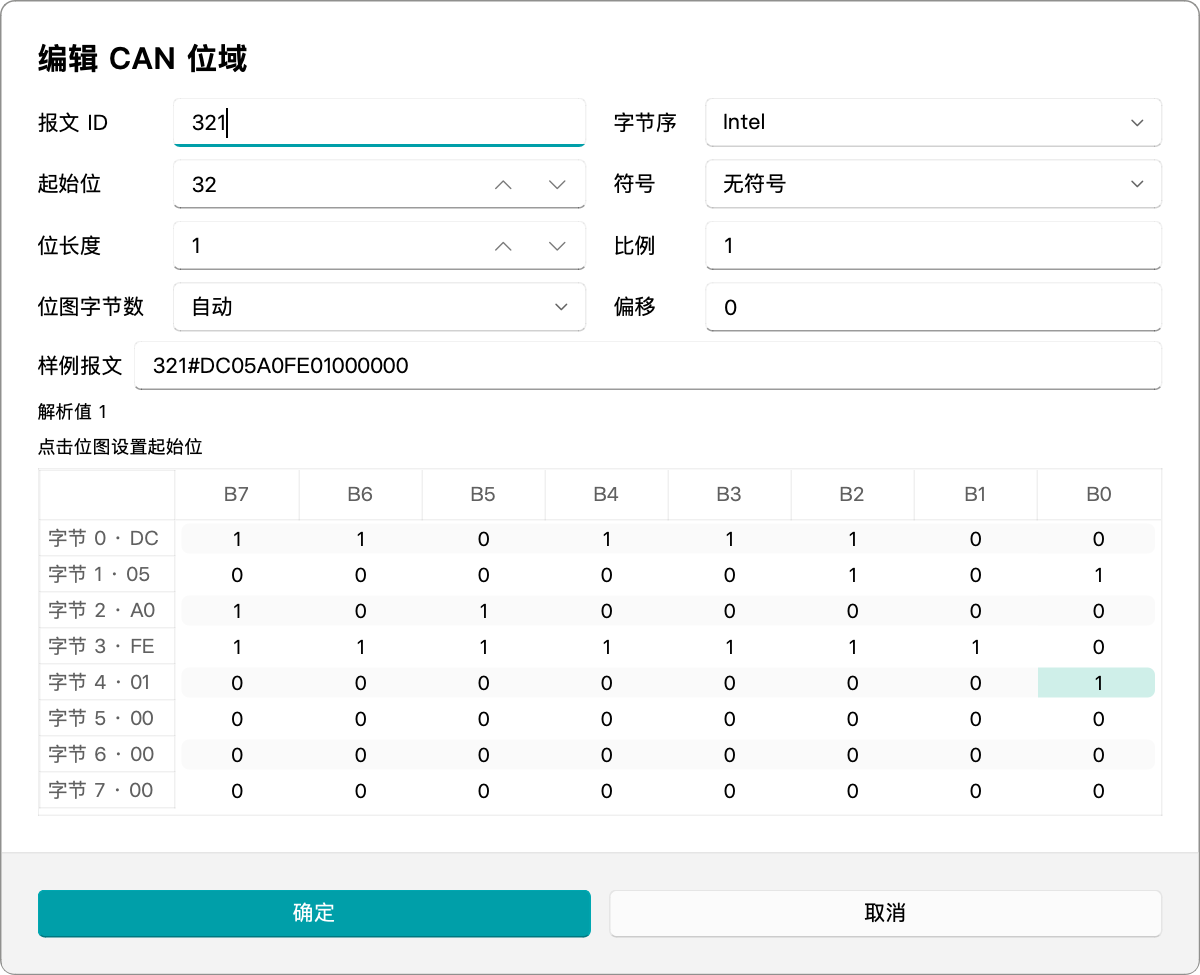 编辑 CAN 位域
报文 ID 321 字节序 Intel
起始位 32 符号 无符号
位长度 1 比例 1
位图字节数 自动 偏移 0
样例报文 321#DC05A0FE01000000
解析值 1
点击位图设置起始位
B7 B6 B5 B4 B3 B2 B1 B0
字节 0 · DC 1 1 0 1 1 1 0 0
字节 1 · 05 0 0 0 0 0 1 0 1
字节 2 · A0 1 0 1 0 0 0 0 0
字节 3 · FE 1 1 1 1 1 1 1 0
字节 4 · 01 0 0 0 0 0 0 0 1
字节 5 · 00 0 0 0 0 0 0 0 0
字节 6 · 00 0 0 0 0 0 0 0 0
字节 7 · 00 0 0 0 0 0 0 0 0
确定 取消